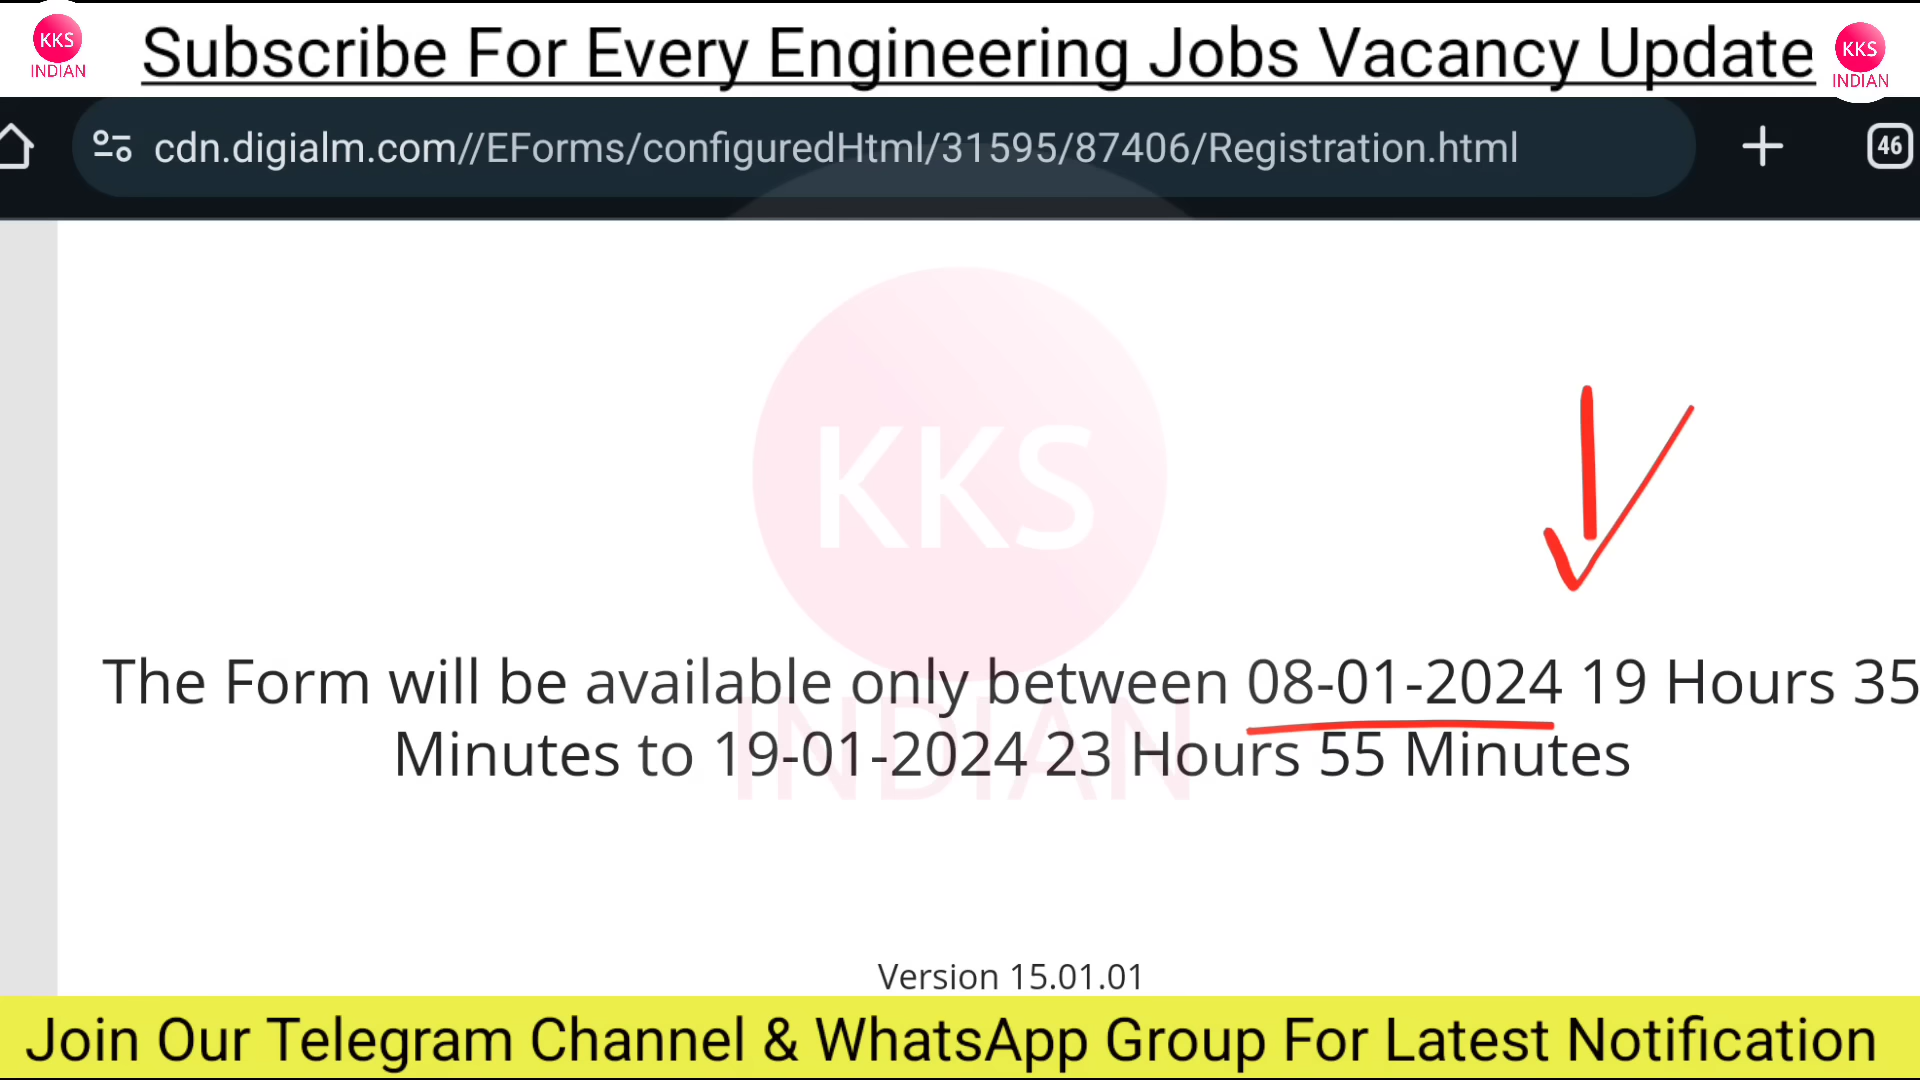 KKS
INDIAN
Subscribe For Every Engineering Jobs Vacancy Update
KKS
INDIAN
cdn.digialm.com//EForms/configuredHtml/31595/87406/Registration.html
46
KKS
INDIAN
The Form will be available only between 08-01-2024 19 Hours 35
Minutes to 19-01-2024 23 Hours 55 Minutes
Version 15.01.01
Join Our Telegram Channel & WhatsApp Group For Latest Notification